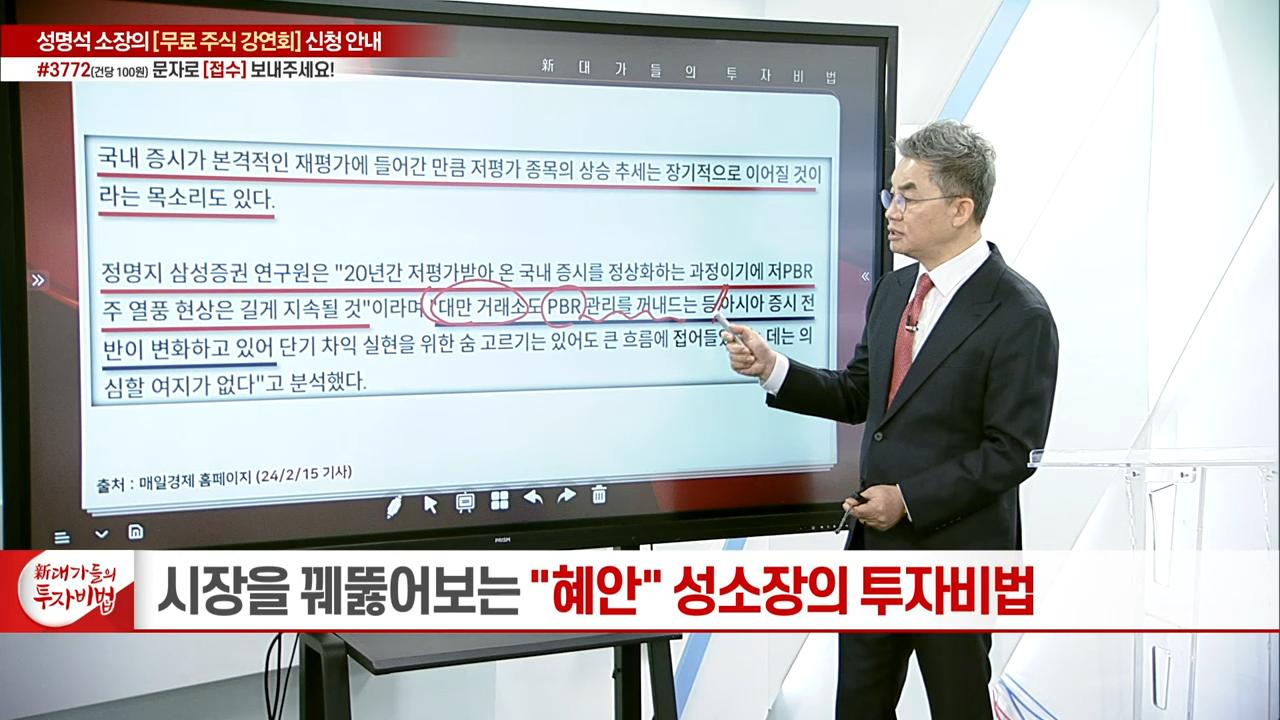 성명석 소장의 [무료 주식 강연회] 신청 안내
#3772(건당 100원) 문자로 [접수] 보내주세요!
新 대 가 들 의 투 자 비 법
국내 증시가 본격적인 재평가에 들어간 만큼 저평가 종목의 상승 추세는 장기적으로 이어질 것이
라는 목소리도 있다.
정명지 삼성증권 연구원은 "20년간 저평가받아 온 국내 증시를 정상화하는 과정이기에 저PBR
주 열풍 현상은 길게 지속될 것"이라며 "대만 거래소도 PBR 관리를 꺼내드는 등 아시아 증시 전
반이 변화하고 있어 단기 차익 실현을 위한 숨 고르기는 있어도 큰 흐름에 접어들 데는 의
심할 여지가 없다"고 분석했다.
출처 : 매일경제 홈페이지 (24/2/15 기사)
PRISM
新대가들의
투자비법
시장을 꿰뚫어보는 "혜안" 성소장의 투자비법